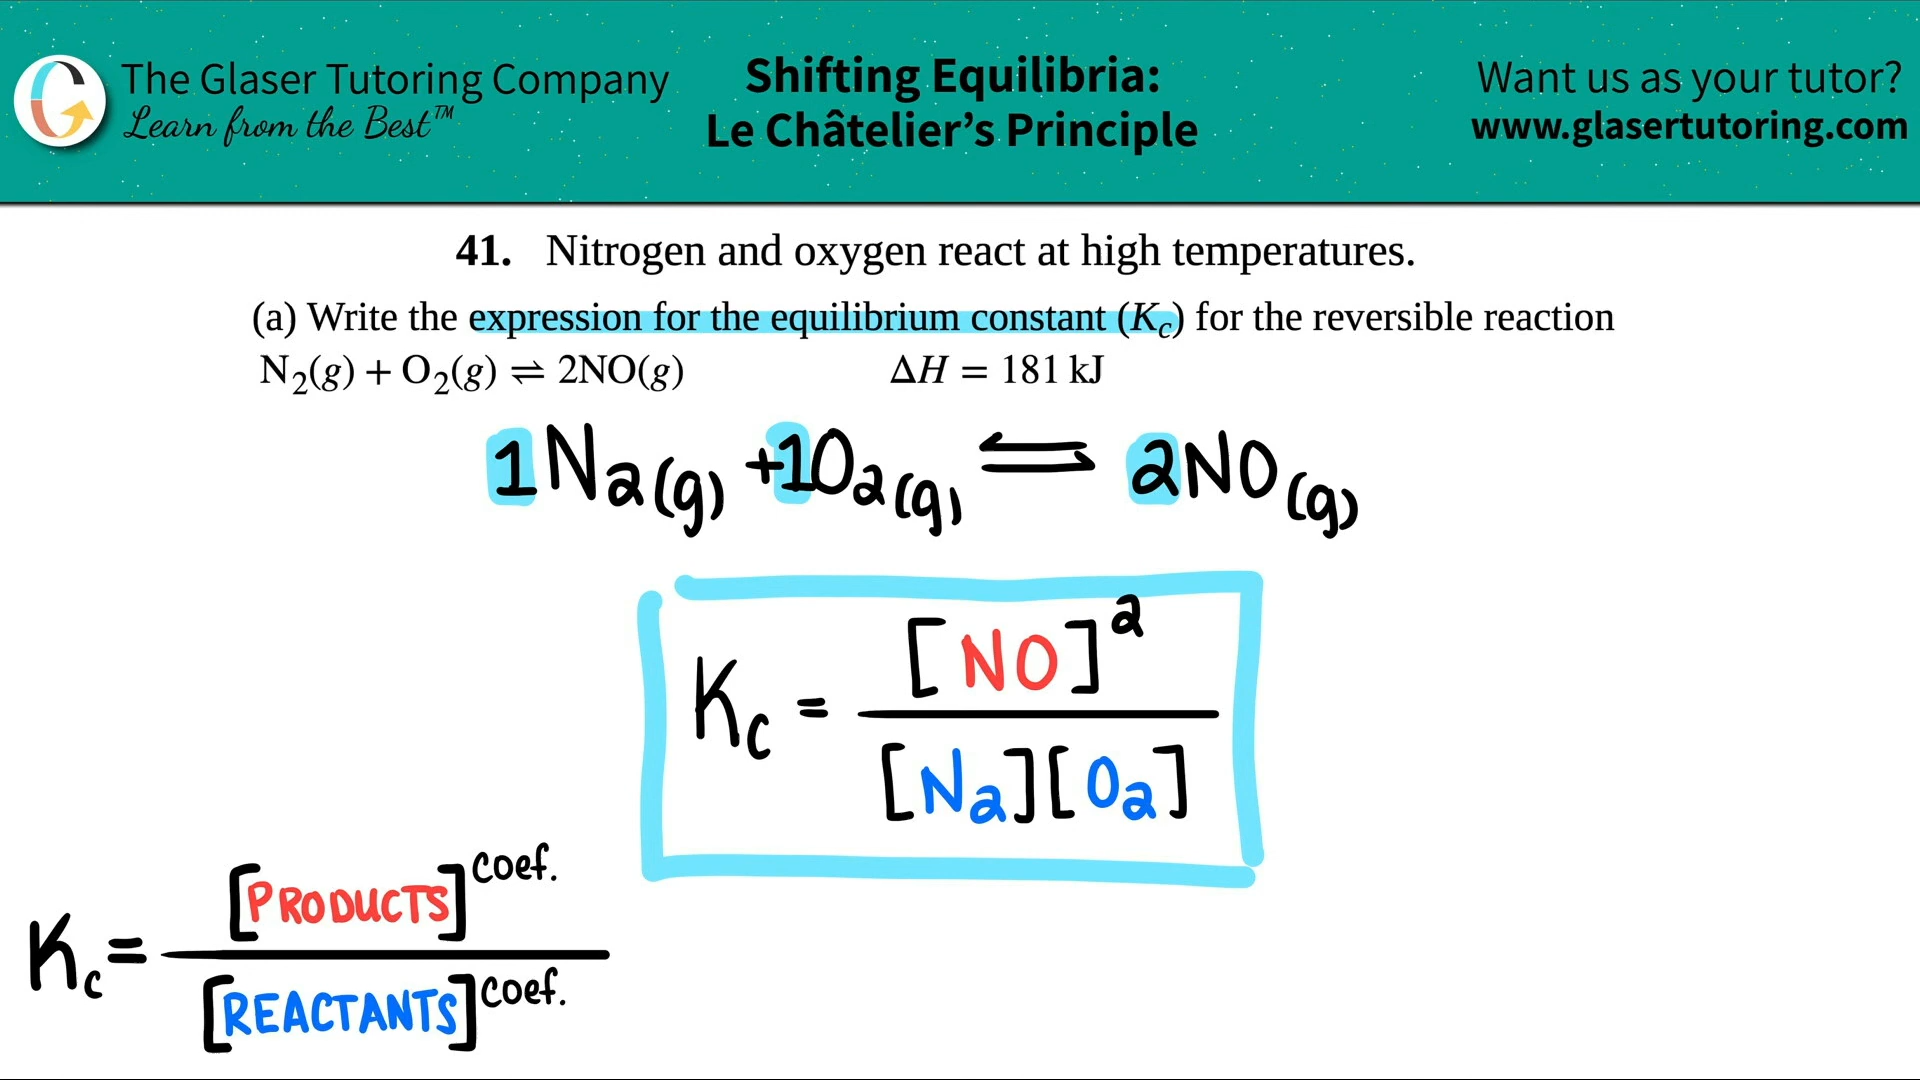 The Glaser Tutoring Company
Learn from the Best™
Shifting Equilibria:
Le Châtelier's Principle
Want us as your tutor?
www.glasertutoring.com
41. Nitrogen and oxygen react at high temperatures.
(a) Write the expression for the equilibrium constant (Kc) for the reversible reaction
N₂(g) + O₂(g) ⇌ 2NO(g) ΔH = 181 kJ
1N₂(g) + 1O₂(g) ⇌ 2NO(g)
[NO]²
Kc =
[N₂][O₂]
[PRODUCTS]coef.
Kc =
[REACTANTS]coef.